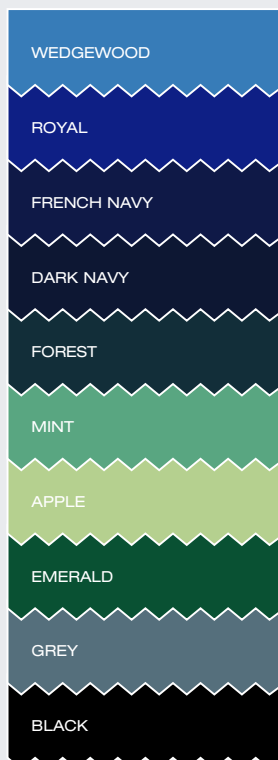 WEDGEWOOD
ROYAL
FRENCH NAVY
DARK NAVY
FOREST
MINT
APPLE
EMERALD
GREY
BLACK